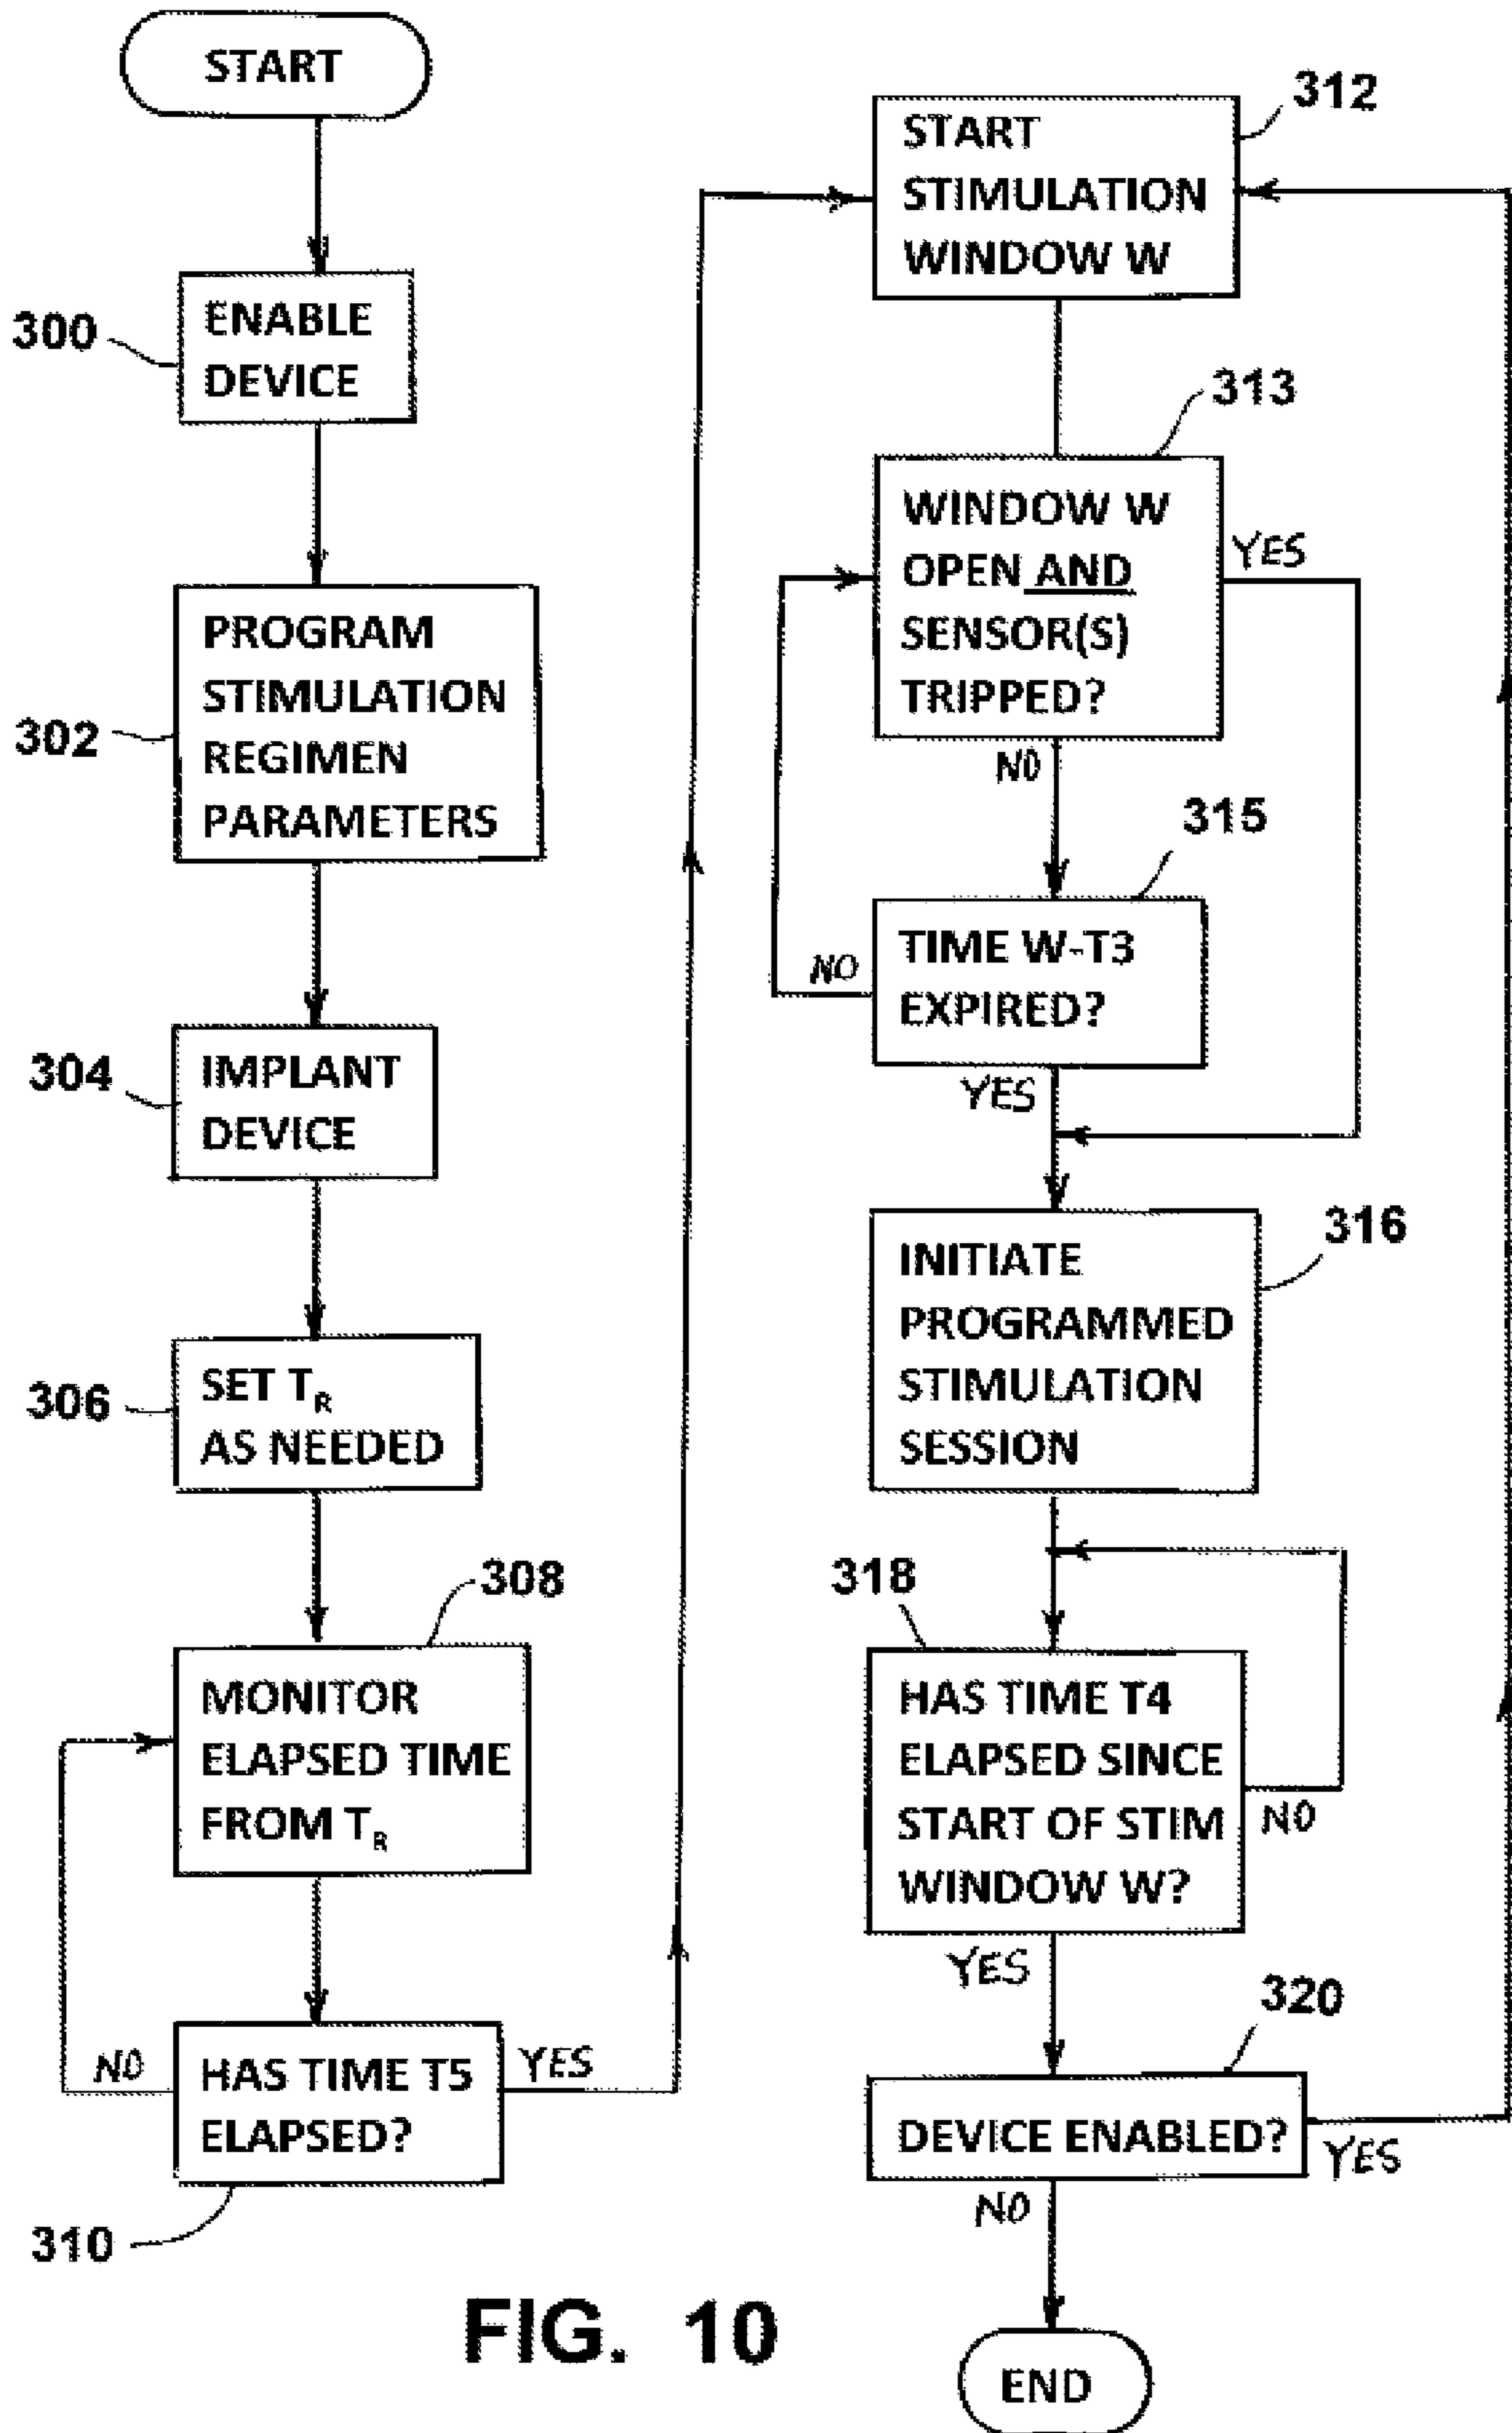 START
300
ENABLE
DEVICE
302
PROGRAM
STIMULATION
REGIMEN
PARAMETERS
304
IMPLANT
DEVICE
306
SET T_R
AS NEEDED
308
MONITOR
ELAPSED TIME
FROM T_R
NO
HAS TIME T5
ELAPSED?
YES
310
312
START
STIMULATION
WINDOW W
313
WINDOW W
OPEN AND
SENSOR(S)
TRIPPED?
YES
NO
315
TIME W-T3
EXPIRED?
NO
YES
316
INITIATE
PROGRAMMED
STIMULATION
SESSION
318
HAS TIME T4
ELAPSED SINCE
START OF STIM
WINDOW W?
NO
YES
320
DEVICE ENABLED?
YES
NO
END
FIG. 10